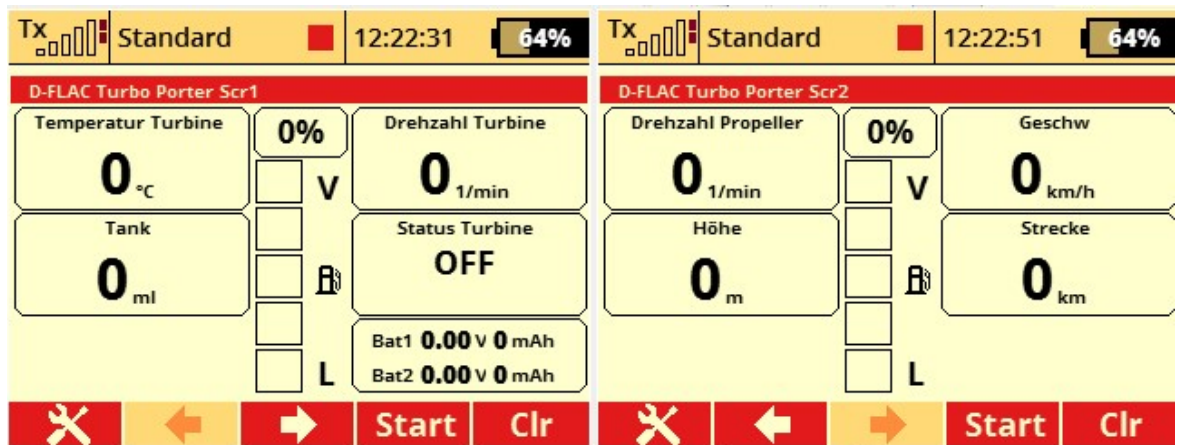 Tx Standard 12:22:31 64%
D-FLAC Turbo Porter Scr1
Temperatur Turbine
0 °C
0%
Drehzahl Turbine
0 1/min
V
Tank
0 ml
Status Turbine
OFF
L
Bat1 0.00 V 0 mAh
Bat2 0.00 V 0 mAh
Start Clr
Tx Standard 12:22:51 64%
D-FLAC Turbo Porter Scr2
Drehzahl Propeller
0 1/min
0%
Geschw
0 km/h
V
Höhe
0 m
Strecke
0 km
L
Start Clr